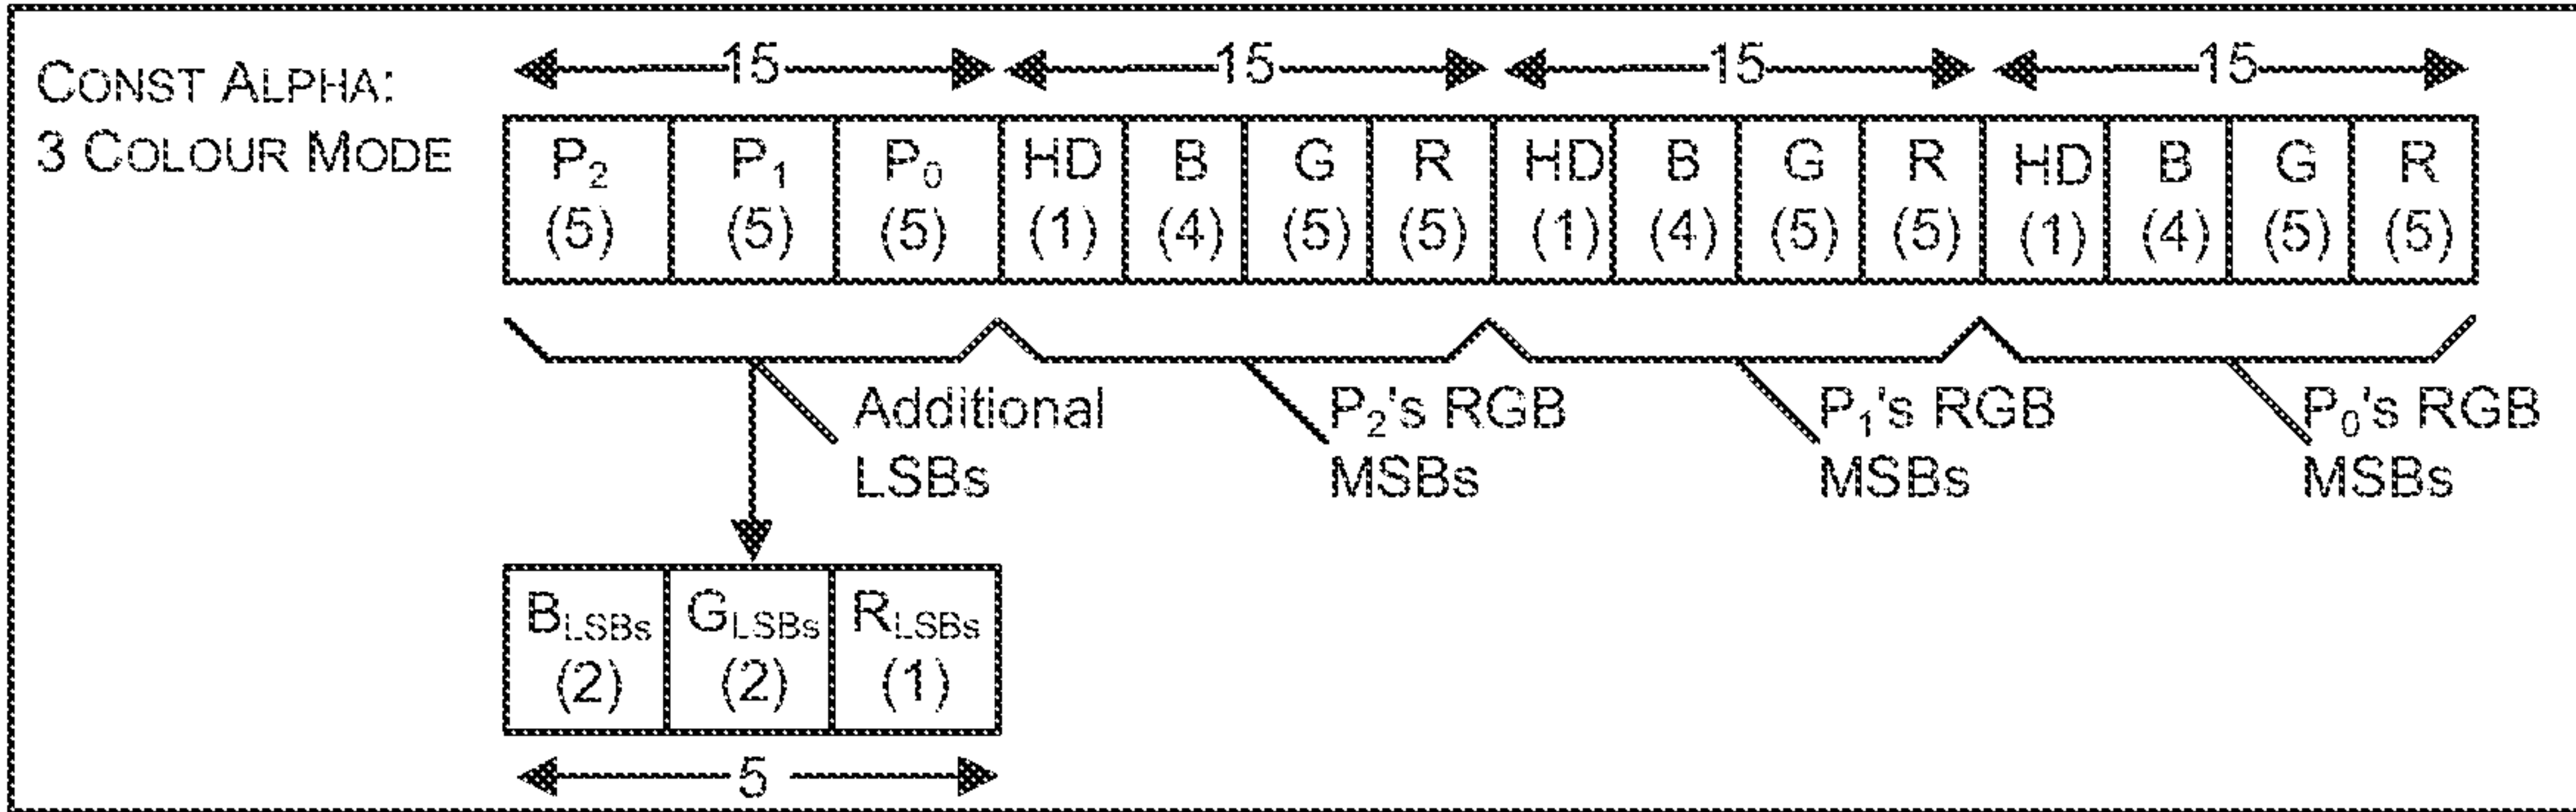 CONST ALPHA:
3 COLOUR MODE
15 15 15 15
P2 P1 P0 HD B G R HD B G R HD B G R
(5) (5) (5) (1) (4) (5) (5) (1) (4) (5) (5) (1) (4) (5) (5)
Additional P2's RGB P1's RGB P0's RGB
LSBs MSBs MSBs MSBs
BLSBs GLSBs RLSBs
(2) (2) (1)
5